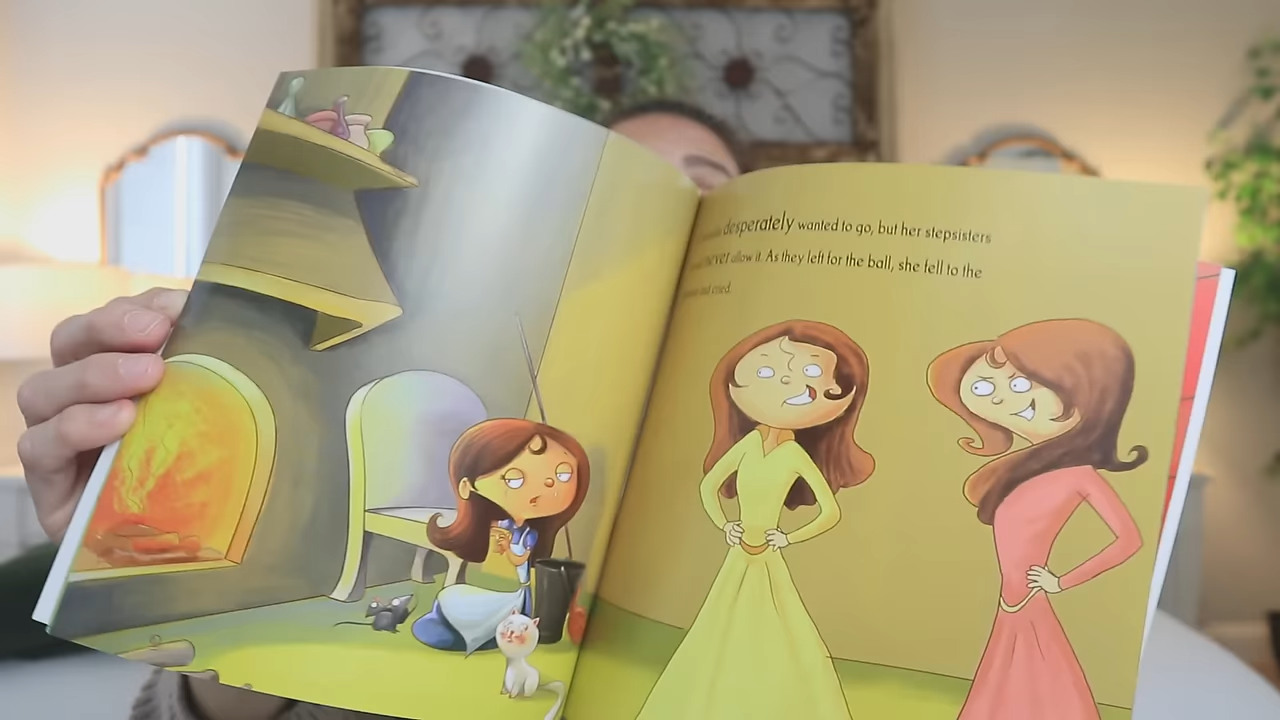 desperately wanted to go, but her stepsisters
never allow it. As they left for the ball, she fell to the
and cried.